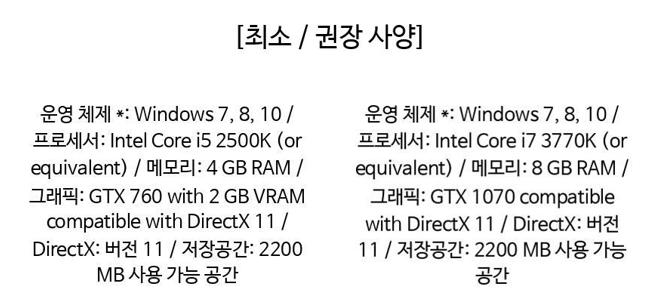 [최소 / 권장 사양]
운영 체제 *: Windows 7, 8, 10 /
프로세서: Intel Core i5 2500K (or
equivalent) / 메모리: 4 GB RAM /
그래픽: GTX 760 with 2 GB VRAM
compatible with DirectX 11 /
DirectX: 버전 11 / 저장공간: 2200
MB 사용 가능 공간
운영 체제 *: Windows 7, 8, 10 /
프로세서: Intel Core i7 3770K (or
equivalent) / 메모리: 8 GB RAM /
그래픽: GTX 1070 compatible
with DirectX 11 / DirectX: 버전
11 / 저장공간: 2200 MB 사용 가능
공간